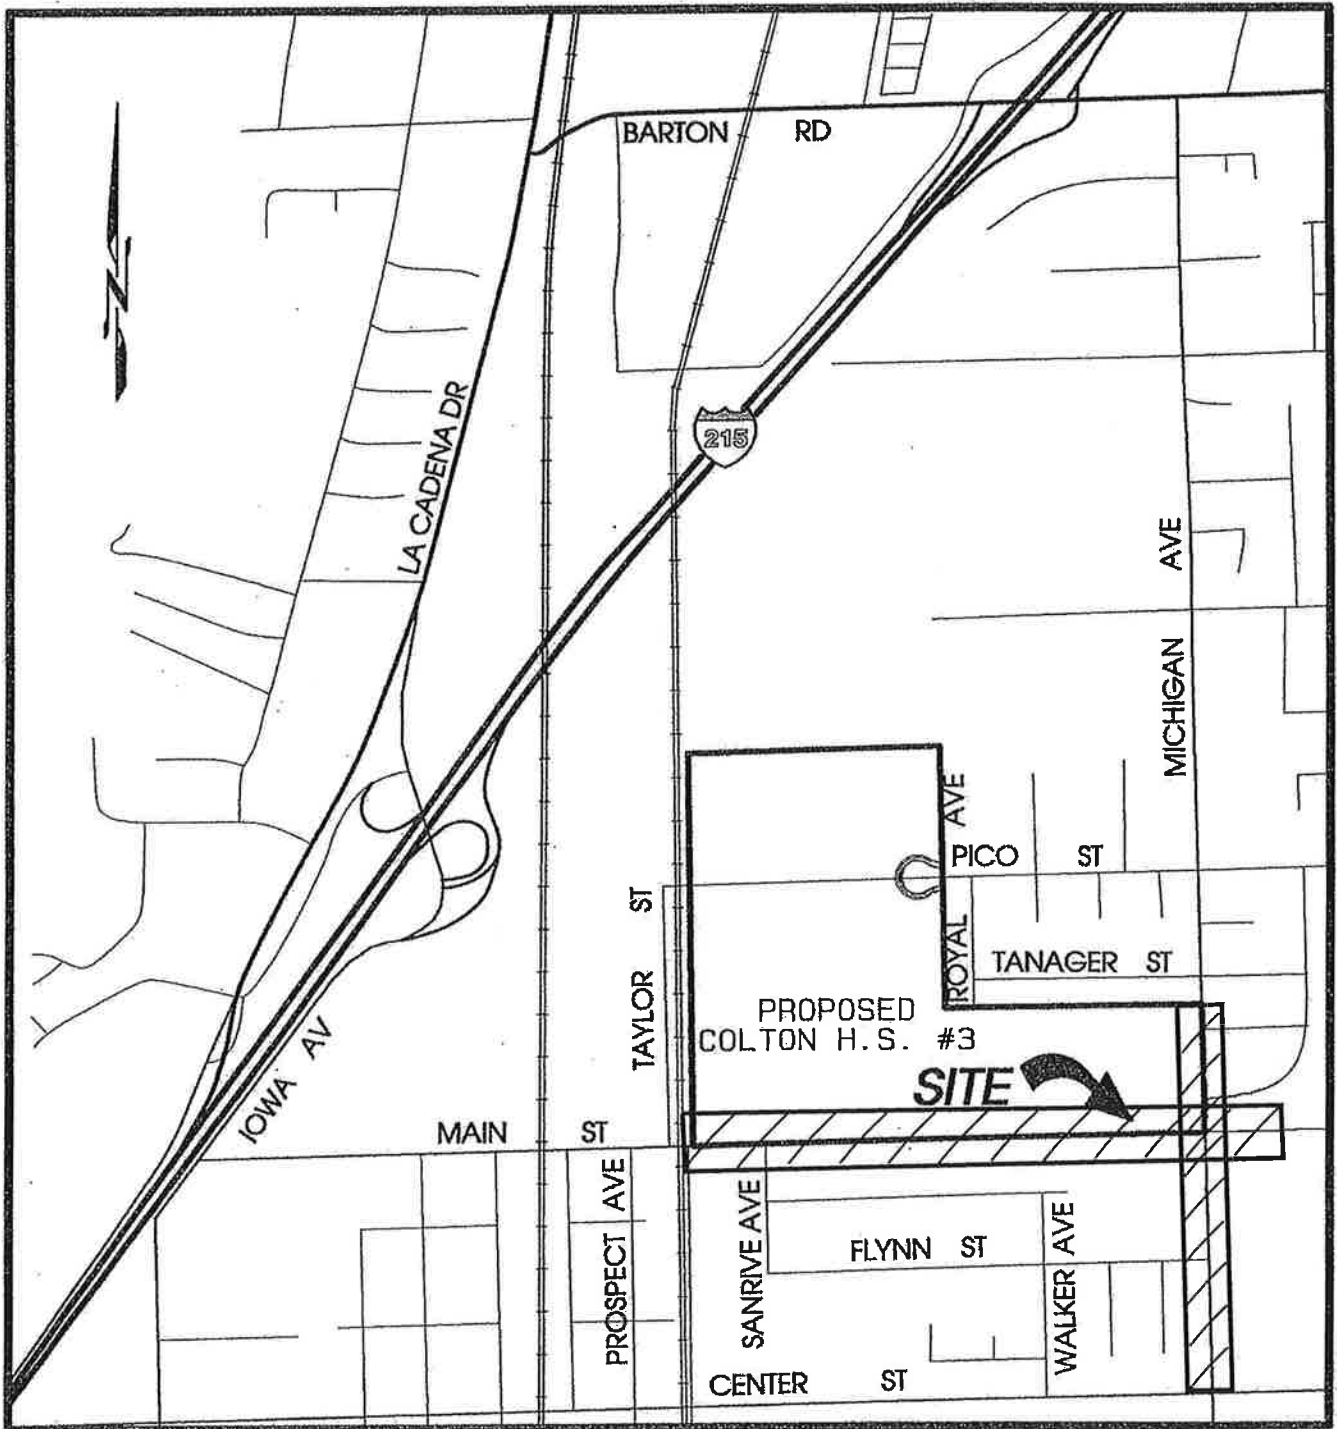 BARTON RD
LA CADENA DR
215
MICHIGAN AVE
ROYAL AVE
PICO ST
TAYLOR ST
TANAGER ST
PROPOSED
COLTON H.S. #3
SITE
IOWA AV
MAIN ST
PROSPECT AVE
SANRIVE AVE
FLYNN ST
WALKER AVE
CENTER ST
N